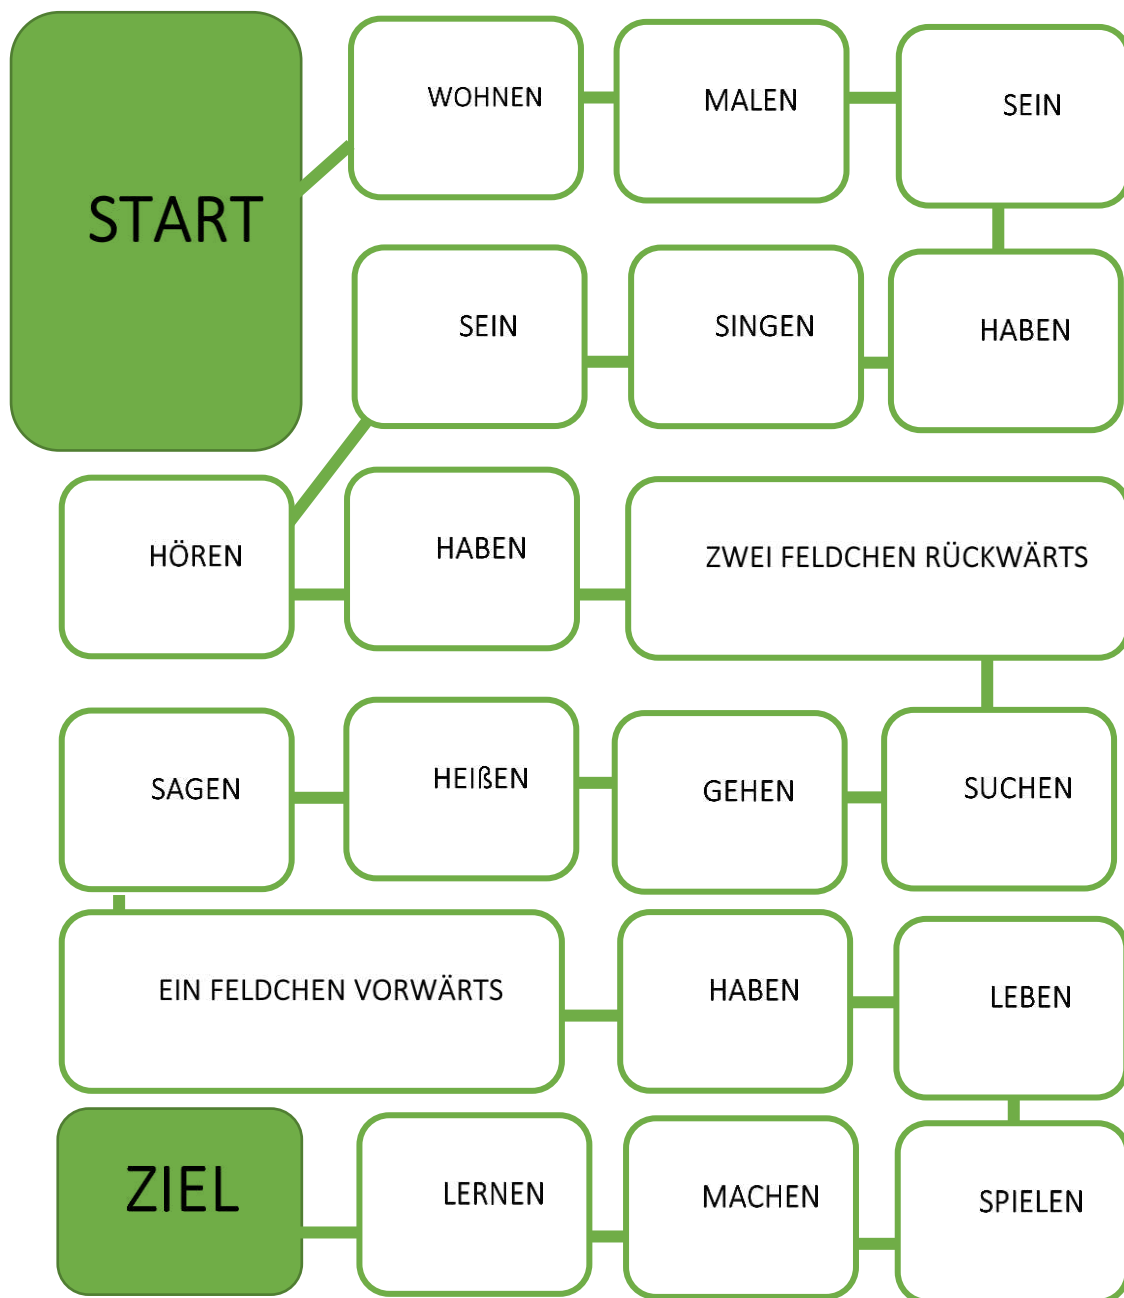 START
WOHNEN
MALEN
SEIN
SEIN
SINGEN
HABEN
HÖREN
HABEN
ZWEI FELDCHEN RÜCKWÄRTS
SAGEN
HEIßEN
GEHEN
SUCHEN
EIN FELDCHEN VORWÄRTS
HABEN
LEBEN
ZIEL
LERNEN
MACHEN
SPIELEN